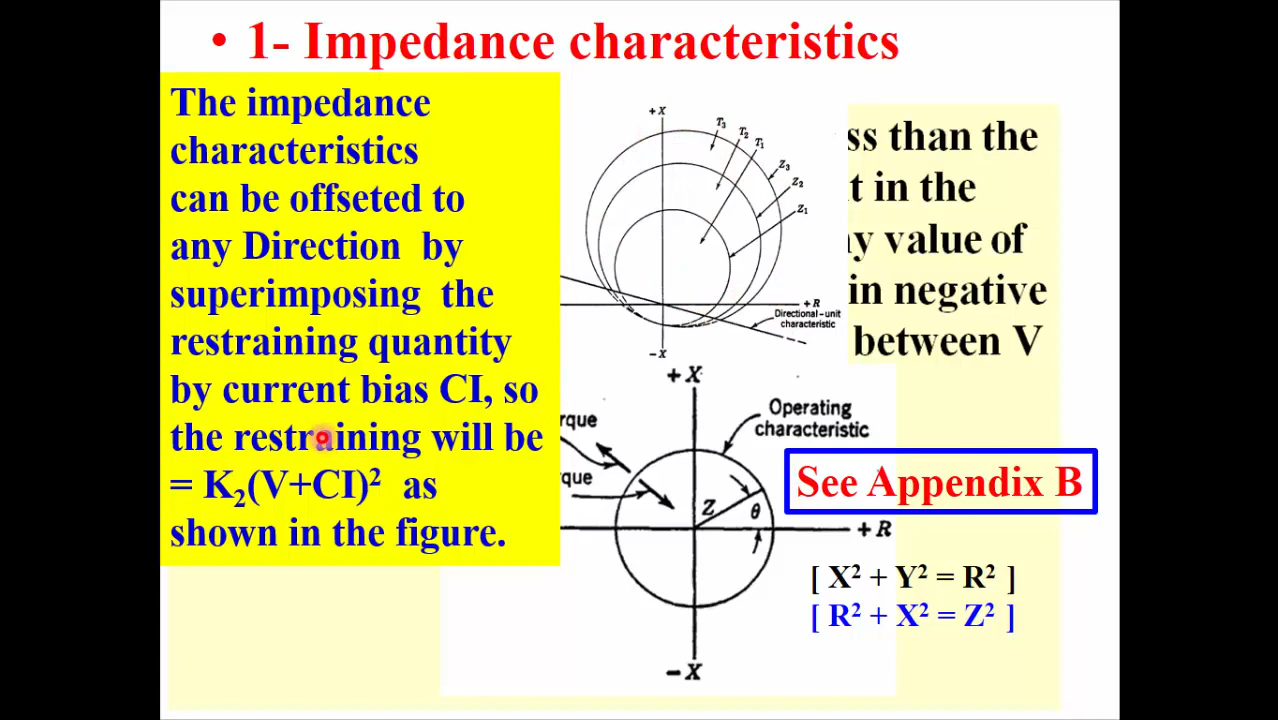 • 1- Impedance characteristics
The impedance
characteristics
can be offseted to
any Direction by
superimposing the
restraining quantity
by current bias CI, so
the restraining will be
= K₂(V+CI)² as
shown in the figure.
+X
T₃
T₂
T₁
Z₃
Z₂
Z₁
+R
Directional-unit
characteristic
-X
ss than the
t in the
y value of
in negative
between V
+X
Operating
characteristic
rque
que
Z
θ
+R
-X
See Appendix B
[ X² + Y² = R² ]
[ R² + X² = Z² ]